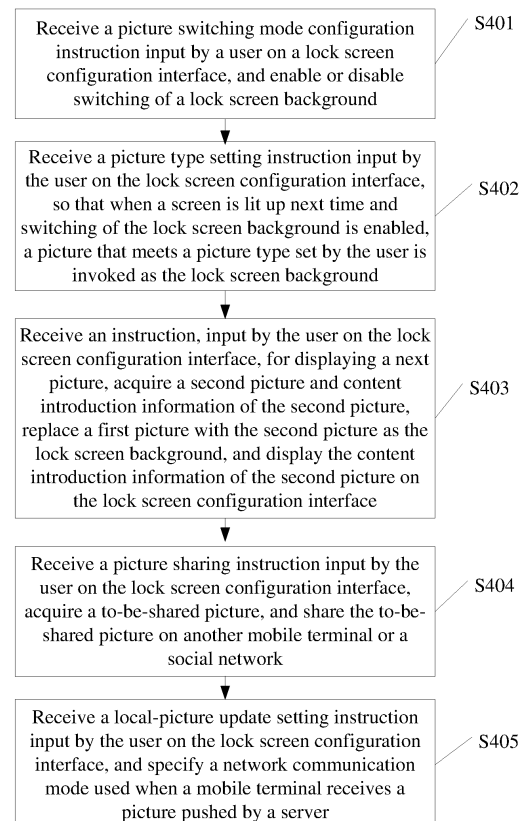 Receive a picture switching mode configuration
instruction input by a user on a lock screen
configuration interface, and enable or disable
switching of a lock screen background
S401
Receive a picture type setting instruction input by
the user on the lock screen configuration interface,
so that when a screen is lit up next time and
switching of the lock screen background is enabled,
a picture that meets a picture type set by the user is
invoked as the lock screen background
S402
Receive an instruction, input by the user on the lock
screen configuration interface, for displaying a next
picture, acquire a second picture and content
introduction information of the second picture,
replace a first picture with the second picture as the
lock screen background, and display the content
introduction information of the second picture on
the lock screen configuration interface
S403
Receive a picture sharing instruction input by the
user on the lock screen configuration interface,
acquire a to-be-shared picture, and share the to-be-
shared picture on another mobile terminal or a
social network
S404
Receive a local-picture update setting instruction
input by the user on the lock screen configuration
interface, and specify a network communication
mode used when a mobile terminal receives a
picture pushed by a server
S405